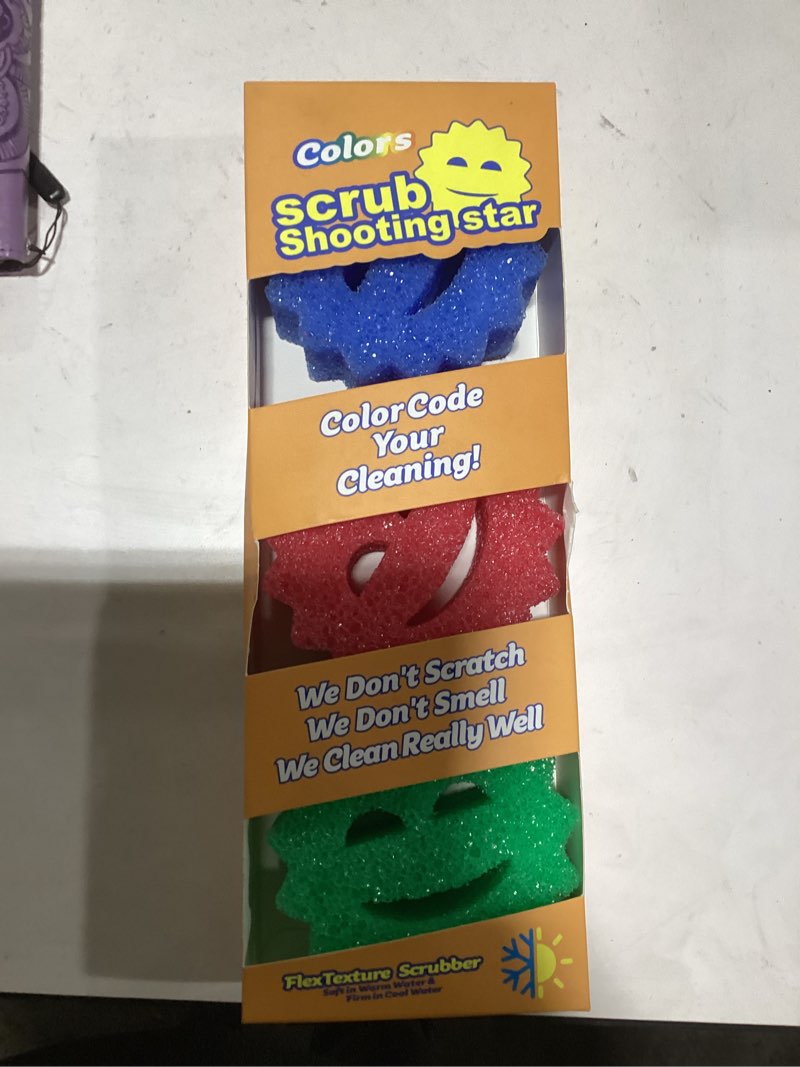 Colors
scrub
Shooting star
Color Code
Your
Cleaning!
We Don't Scratch
We Don't Smell
We Clean Really Well
FlexTexture Scrubber
Soft in Warm Water &
Firm in Cool Water